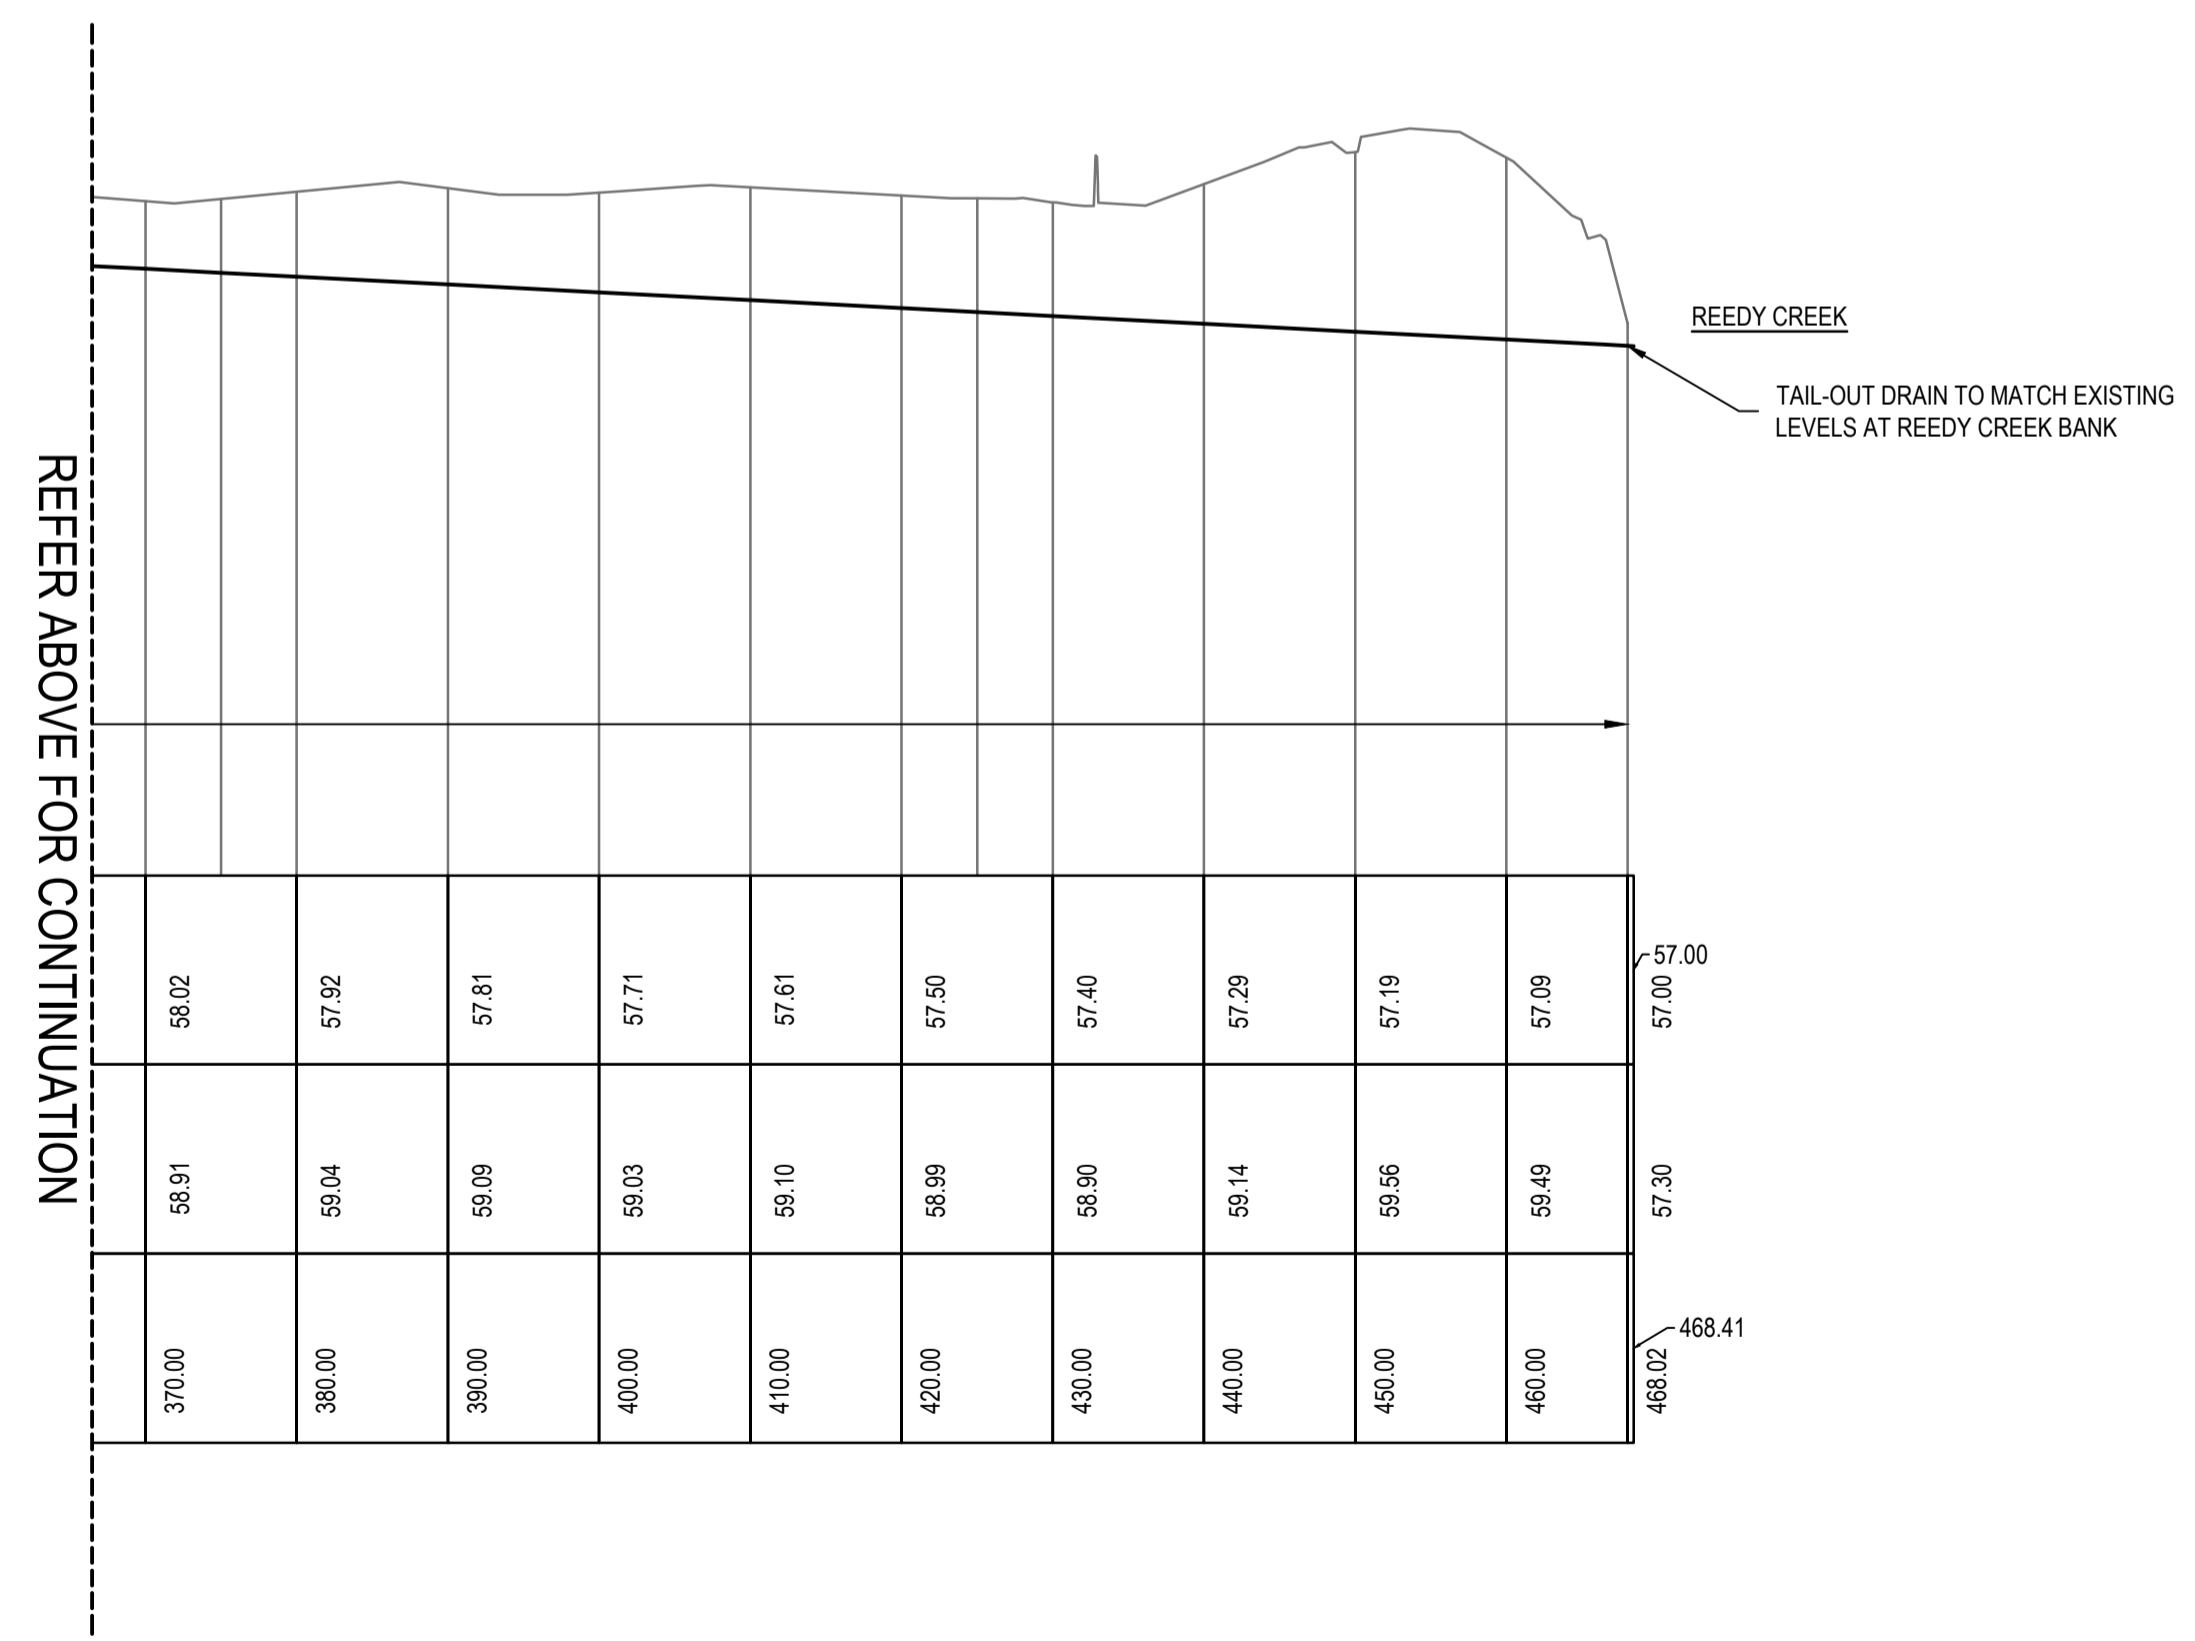 REFER ABOVE FOR CONTINUATION
REEDY CREEK
TAIL-OUT DRAIN TO MATCH EXISTING
LEVELS AT REEDY CREEK BANK
57.00
58.02 57.92 57.81 57.71 57.61 57.50 57.40 57.29 57.19 57.09 57.00
58.91 59.04 59.09 59.03 59.10 58.99 58.90 59.14 59.56 59.49 57.30
468.41
370.00 380.00 390.00 400.00 410.00 420.00 430.00 440.00 450.00 460.00 468.02